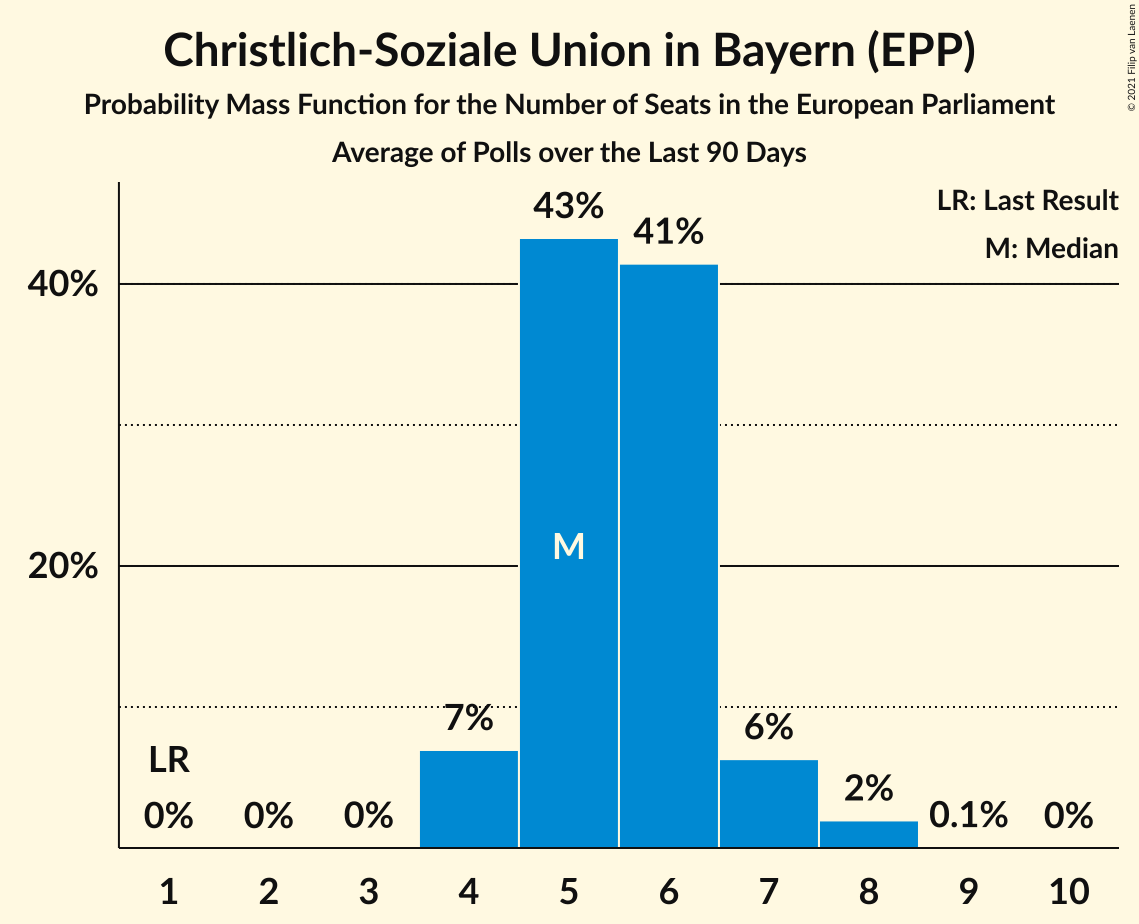 Christlich-Soziale Union in Bayern (EPP)
Probability Mass Function for the Number of Seats in the European Parliament
Average of Polls over the Last 90 Days
© 2021 Filip van Laenen
LR: Last Result
M: Median
43%
41%
40%
M
20%
7%
6%
LR
2%
0%
0%
0%
0.1%
0%
1
2
3
4
5
6
7
8
9
10